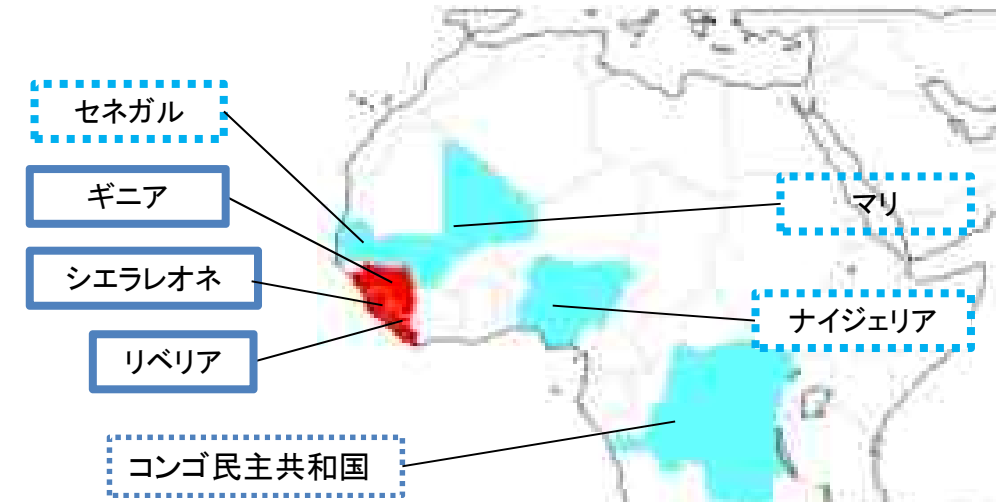 セネガル
ギニア
シエラレオネ
リベリア
コンゴ民主共和国
マリ
ナイジェリア